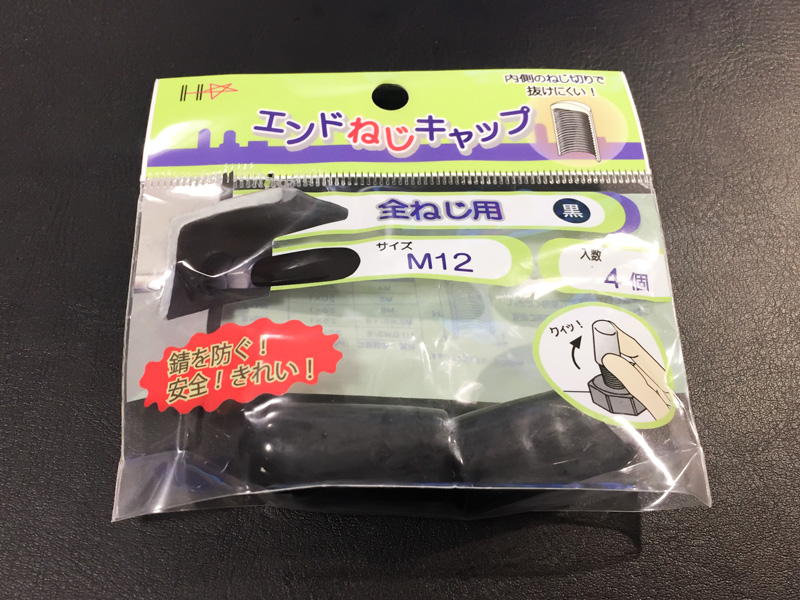 内側のねじ切りで
抜けにくい！
エンドねじキャップ
全ねじ用
黒
サイズ
M12
入数
4個
クイッ！
錆を防ぐ！
安全！きれい！